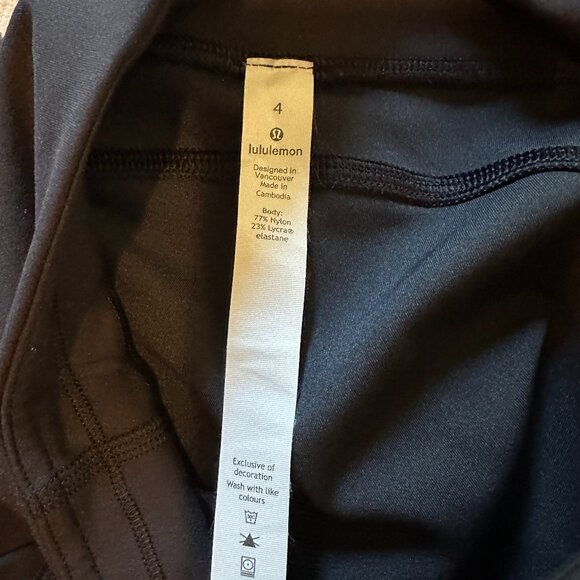 4
lululemon
Designed in
Vancouver
Made in
Cambodia
Body:
77% Nylon
23% Lycra®
elastane
Exclusive of
decoration
Wash with like
colours